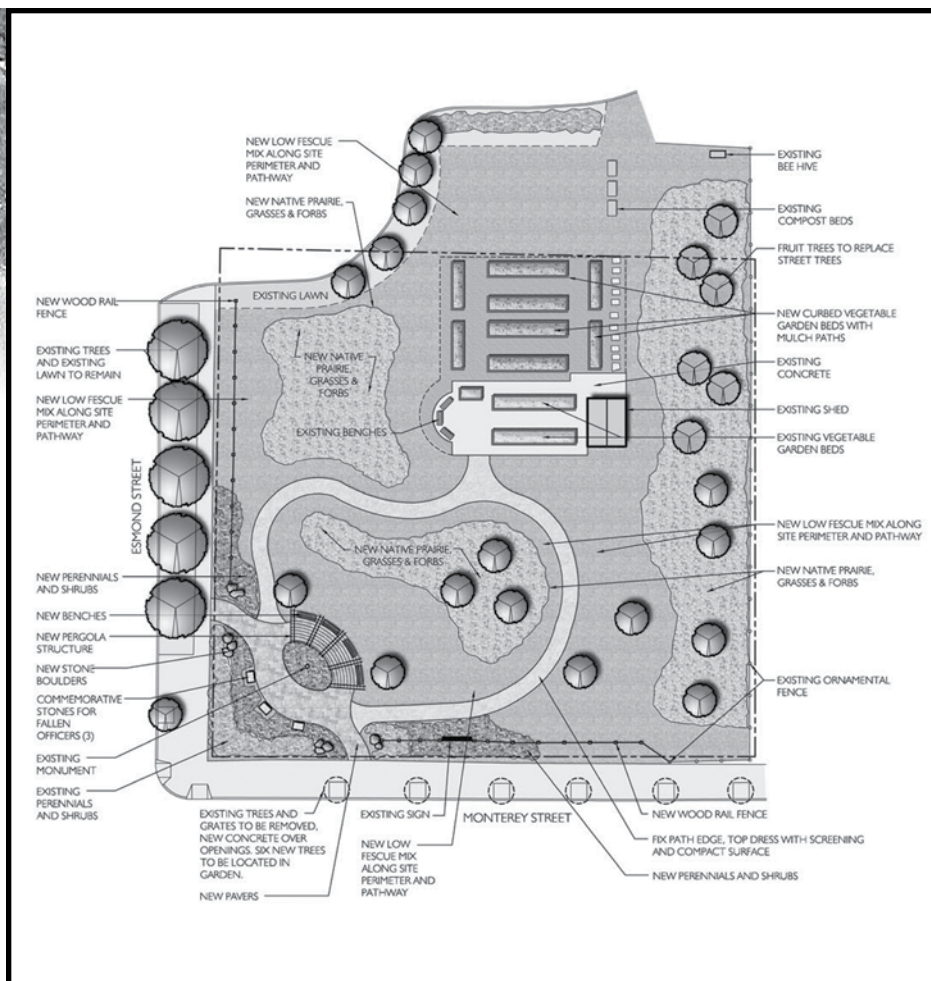 NEW LOW FESCUE
MIX ALONG SITE
PERIMETER AND
PATHWAY
NEW NATIVE PRAIRIE,
GRASSES & FORBS
EXISTING LAWN
NEW WOOD RAIL
FENCE
EXISTING TREES
AND EXISTING
LAWN TO REMAIN
NEW LOW FESCUE
MIX ALONG SITE
PERIMETER AND
PATHWAY
ESMOND STREET
NEW PERENNIALS
AND SHRUBS
NEW BENCHES
NEW PERGOLA
STRUCTURE
NEW STONE
BOULDERS
COMMEMORATIVE
STONES FOR
FALLEN
OFFICERS (3)
EXISTING
MONUMENT
EXISTING
PERENNIALS
AND SHRUBS
NEW NATIVE
PRAIRIE,
GRASSES &
FORBS
EXISTING BENCHES
NEW NATIVE PRAIRIE,
GRASSES & FORBS
EXISTING
BEE HIVE
EXISTING
COMPOST BEDS
FRUIT TREES TO REPLACE
STREET TREES
NEW CURBED VEGETABLE
GARDEN BEDS WITH
MULCH PATHS
EXISTING
CONCRETE
EXISTING SHED
EXISTING VEGETABLE
GARDEN BEDS
NEW LOW FESCUE MIX ALONG
SITE PERIMETER AND PATHWAY
NEW NATIVE PRAIRIE,
GRASSES & FORBS
EXISTING ORNAMENTAL
FENCE
EXISTING TREES AND
GRATES TO BE REMOVED,
NEW CONCRETE OVER
OPENINGS. SIX NEW TREES
TO BE LOCATED IN
GARDEN.
NEW PAVERS
EXISTING SIGN
MONTEREY STREET
NEW LOW
FESCUE MIX
ALONG SITE
PERIMETER AND
PATHWAY
NEW WOOD RAIL FENCE
FIX PATH EDGE, TOP DRESS WITH SCREENING
AND COMPACT SURFACE
NEW PERENNIALS AND SHRUBS